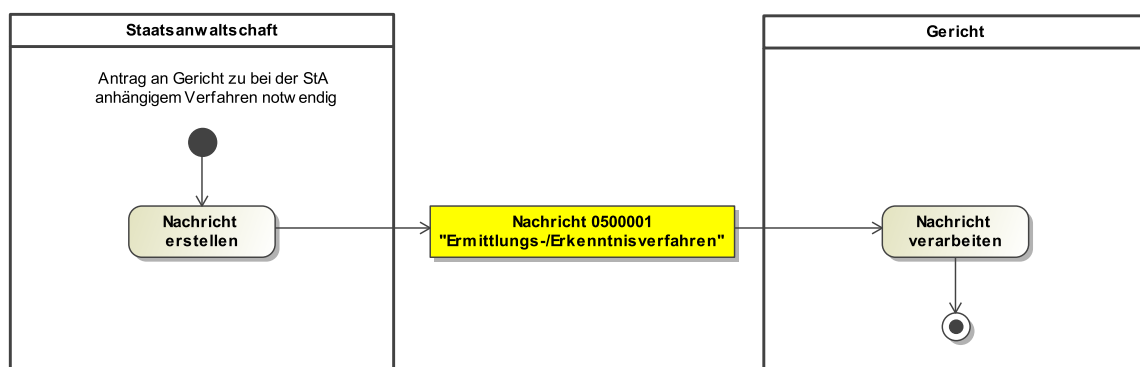 Staatsanwaltschaft
Gericht
Antrag an Gericht zu bei der StA
anhängigem Verfahren notwendig
Nachricht
erstellen
Nachricht 0500001
"Ermittlungs-/Erkenntnisverfahren"
Nachricht
verarbeiten